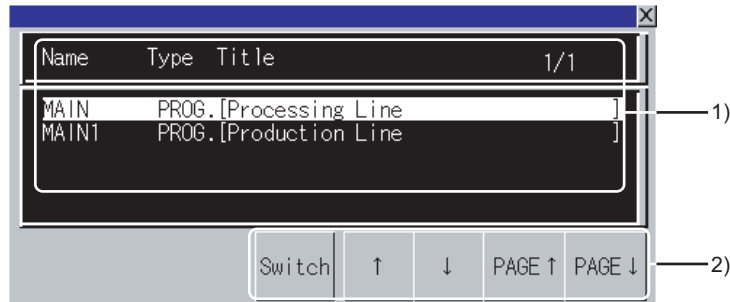 X
Name Type Title 1/1
MAIN PROG.[Processing Line ]
MAIN1 PROG.[Production Line ]
1)
Switch ↑ ↓ PAGE↑ PAGE↓
2)